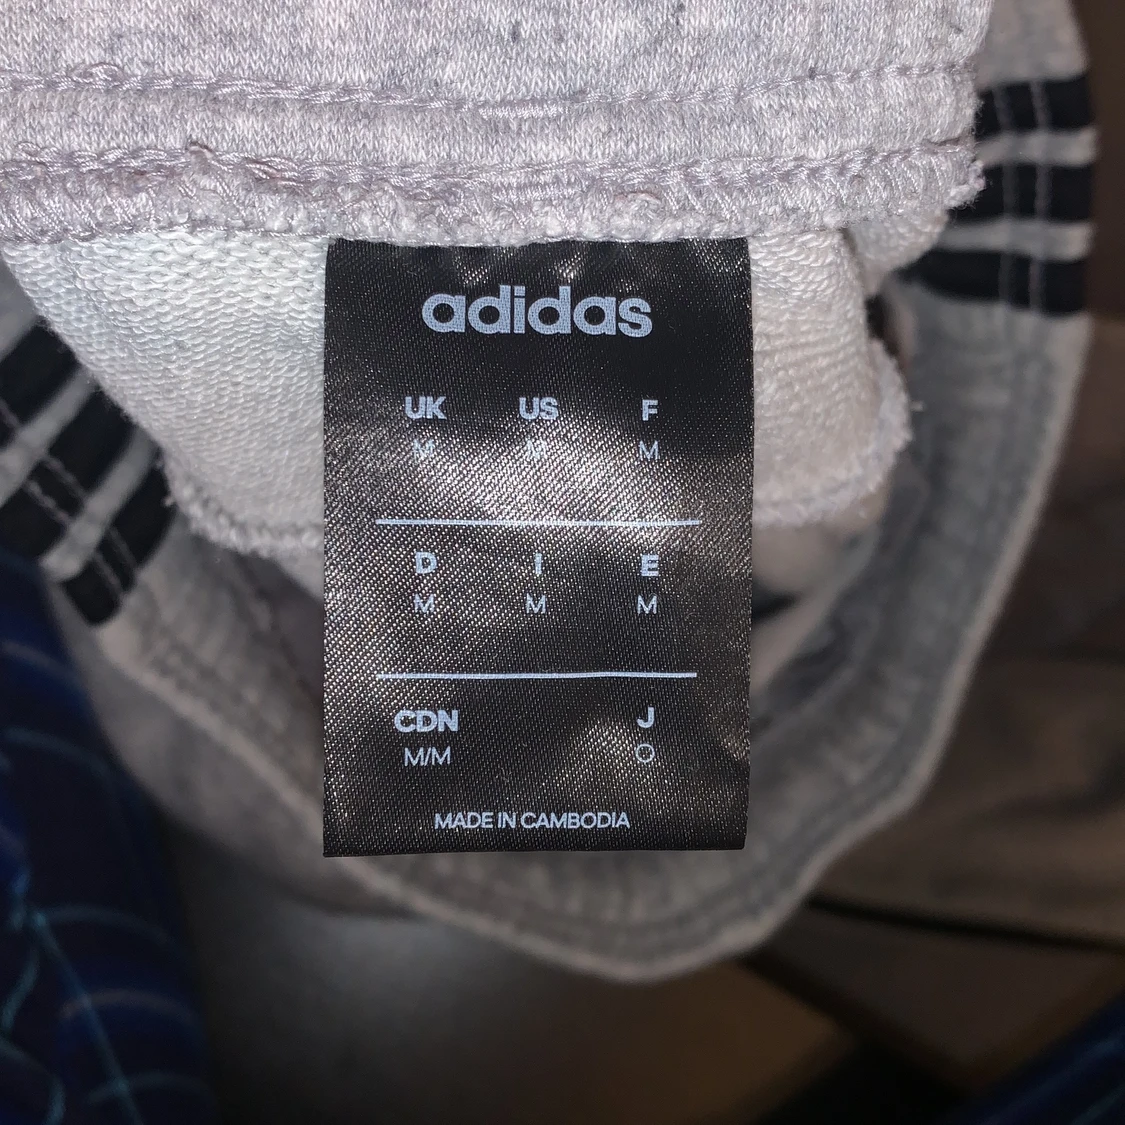 adidas
UK US F
M M M
D I E
M M M
CDN J
M/M O
MADE IN CAMBODIA